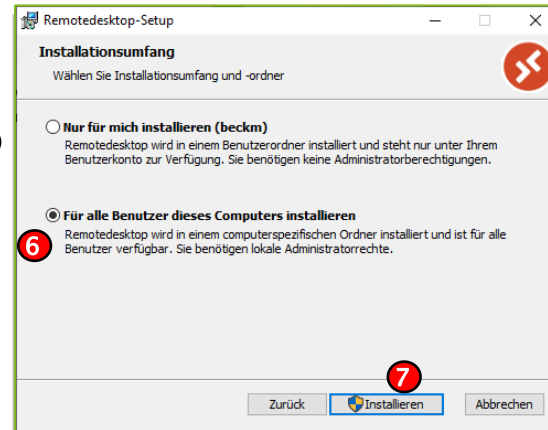 Remotedesktop-Setup
Installationsumfang
Wählen Sie Installationsumfang und -ordner
Nur für mich installieren (beckm)
Remotedesktop wird in einem Benutzerordner installiert und steht nur unter Ihrem
Benutzerkonto zur Verfügung. Sie benötigen keine Administratorberechtigungen.
Für alle Benutzer dieses Computers installieren
6
Remotedesktop wird in einem computerspezifischen Ordner installiert und ist für alle
Benutzer verfügbar. Sie benötigen lokale Administratorrechte.
7
Zurück Installieren Abbrechen